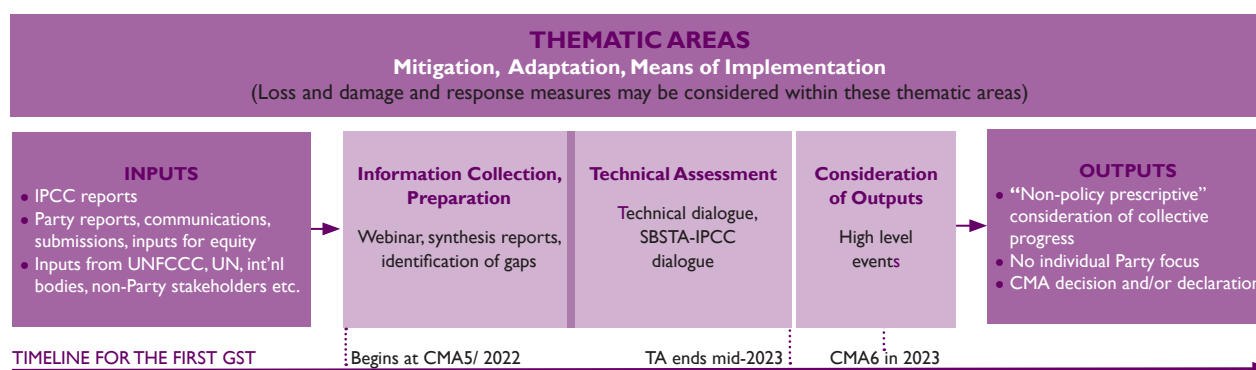 THEMATIC AREAS
Mitigation, Adaptation, Means of Implementation
(Loss and damage and response measures may be considered within these thematic areas)
INPUTS
• IPCC reports
• Party reports, communications,
submissions, inputs for equity
• Inputs from UNFCCC, UN, int'nl
bodies, non-Party stakeholders etc.
Information Collection,
Preparation
Webinar, synthesis reports,
identification of gaps
Technical Assessment
Technical dialogue,
SBSTA-IPCC
dialogue
Consideration
of Outputs
High level
events
OUTPUTS
• “Non-policy prescriptive”
consideration of collective
progress
• No individual Party focus
• CMA decision and/or declaration
TIMELINE FOR THE FIRST GST
Begins at CMA5/ 2022
TA ends mid-2023
CMA6 in 2023